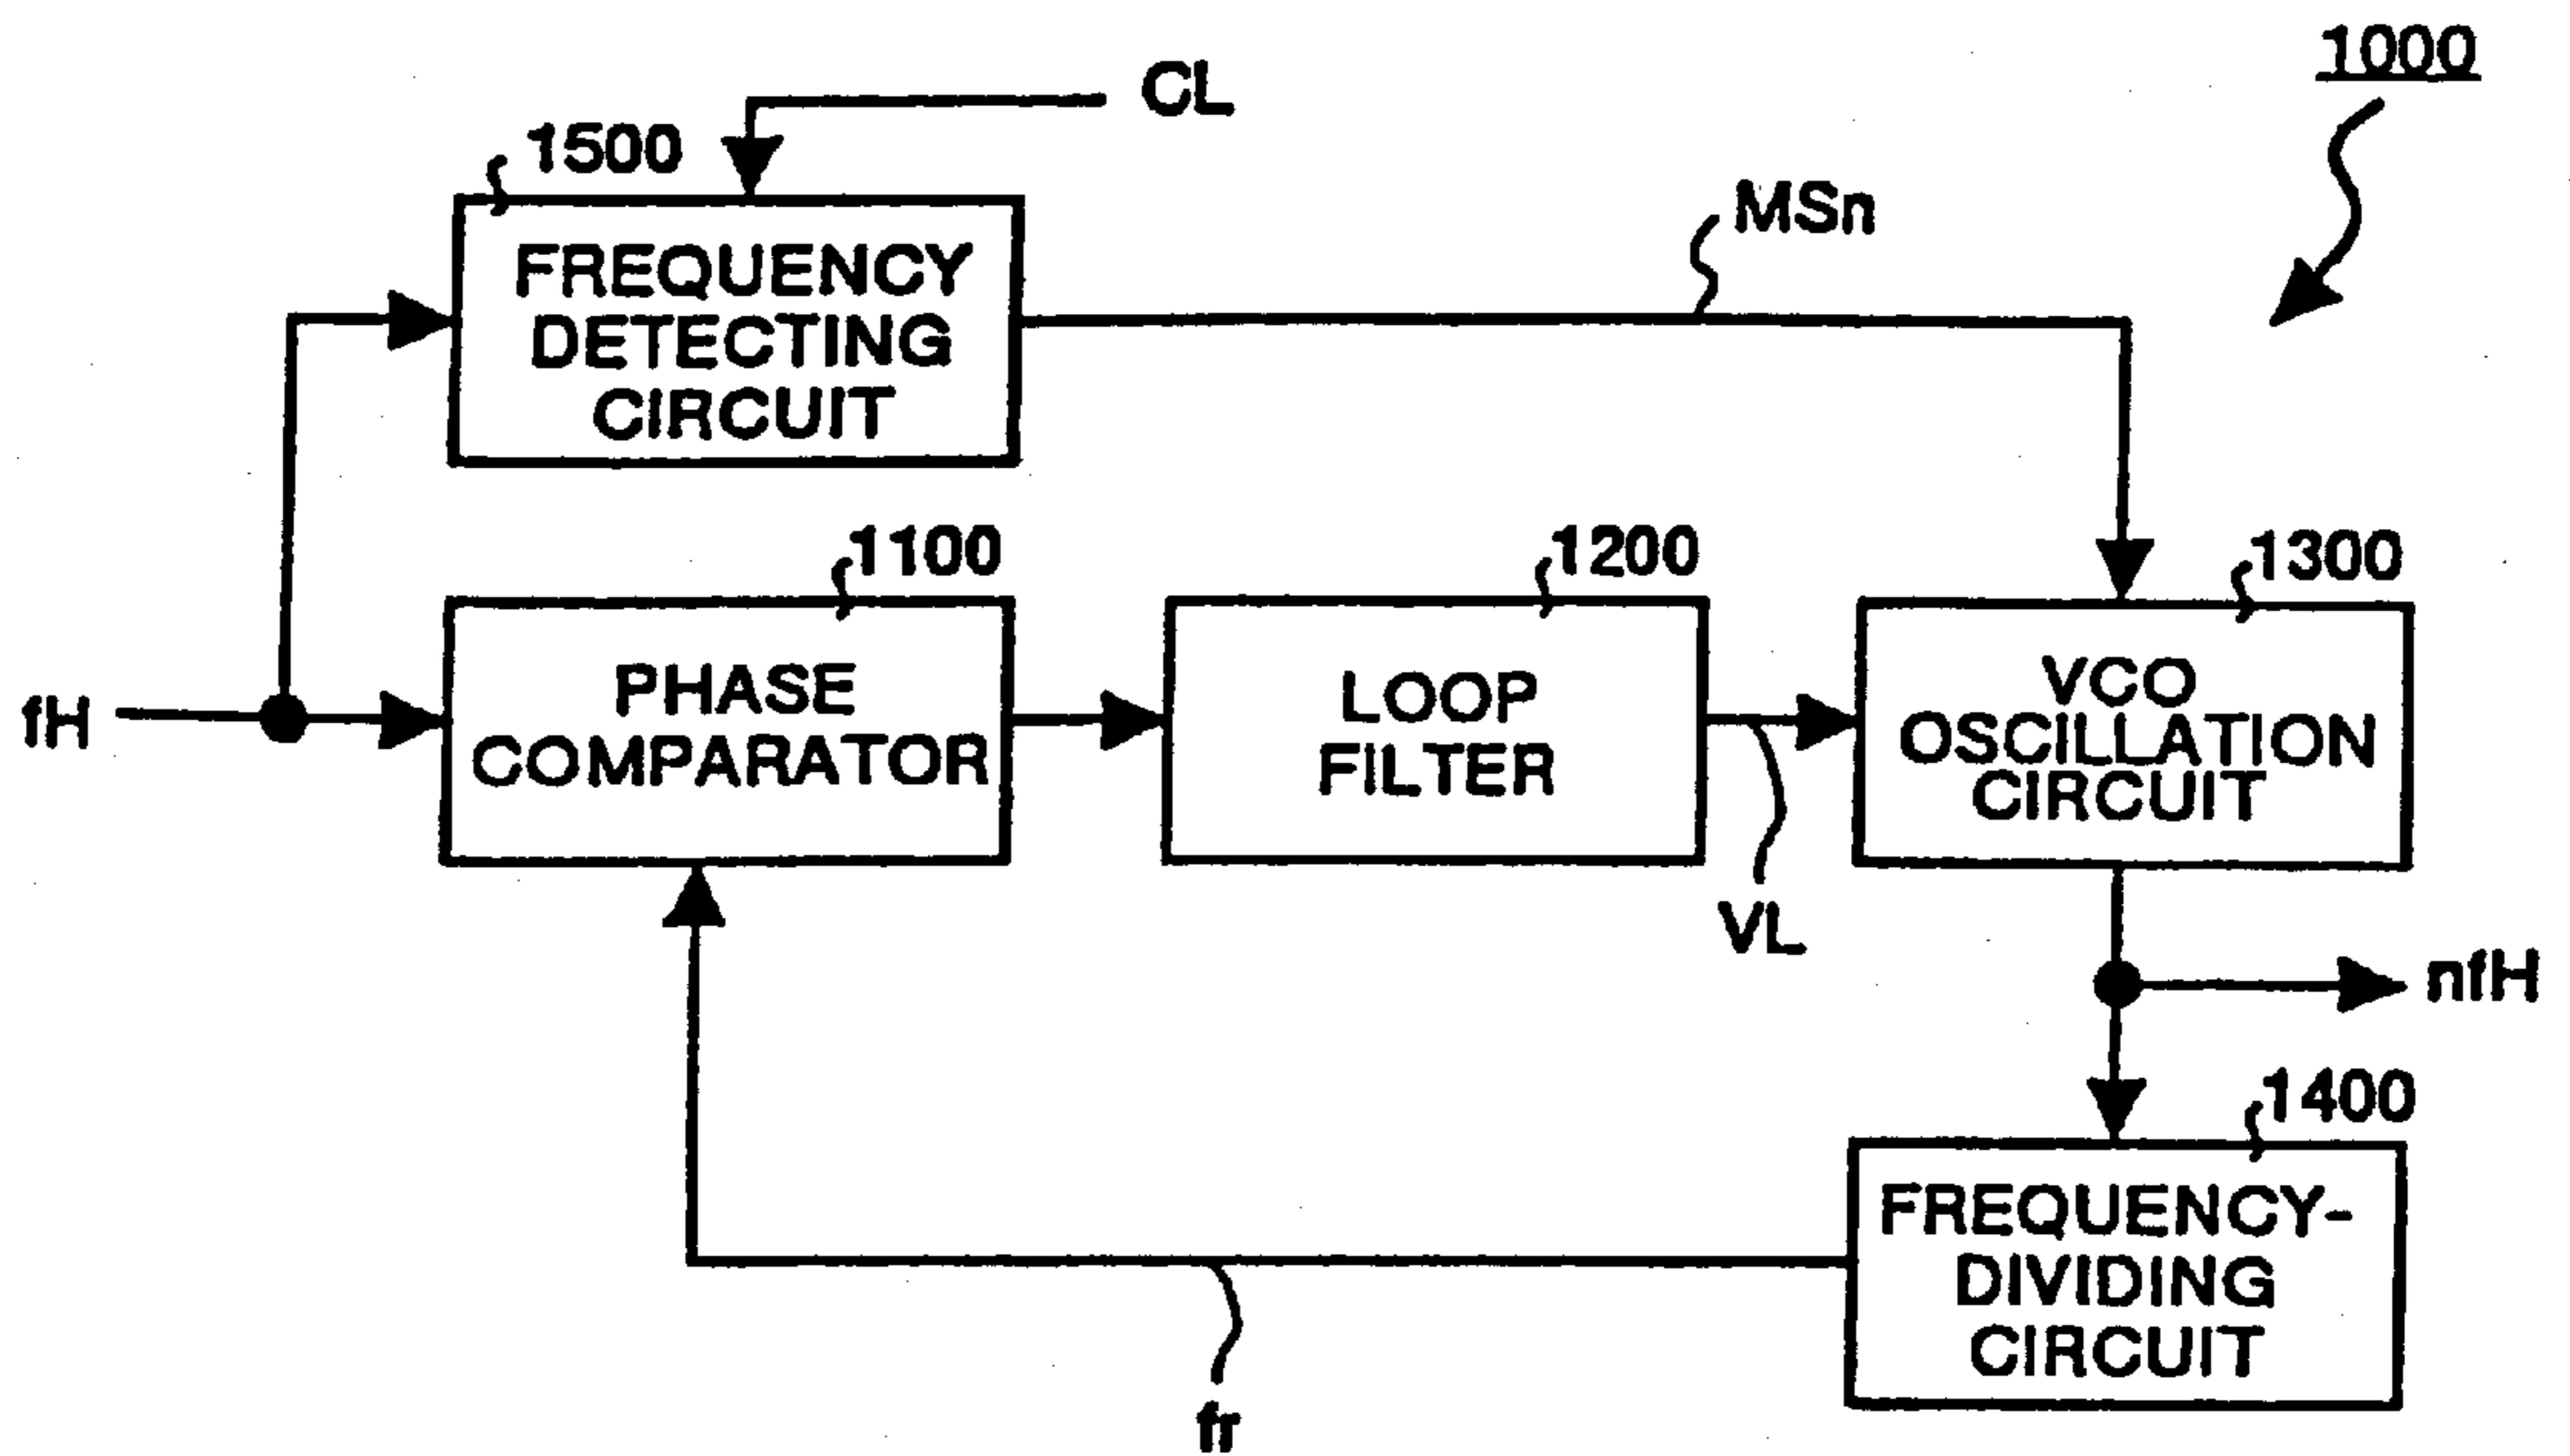 1000
CL
1500
MSn
FREQUENCY
DETECTING
CIRCUIT
1100
1200
1300
fH
PHASE
COMPARATOR
LOOP
FILTER
VCO
OSCILLATION
CIRCUIT
VL
nfH
1400
FREQUENCY-
DIVIDING
CIRCUIT
fr